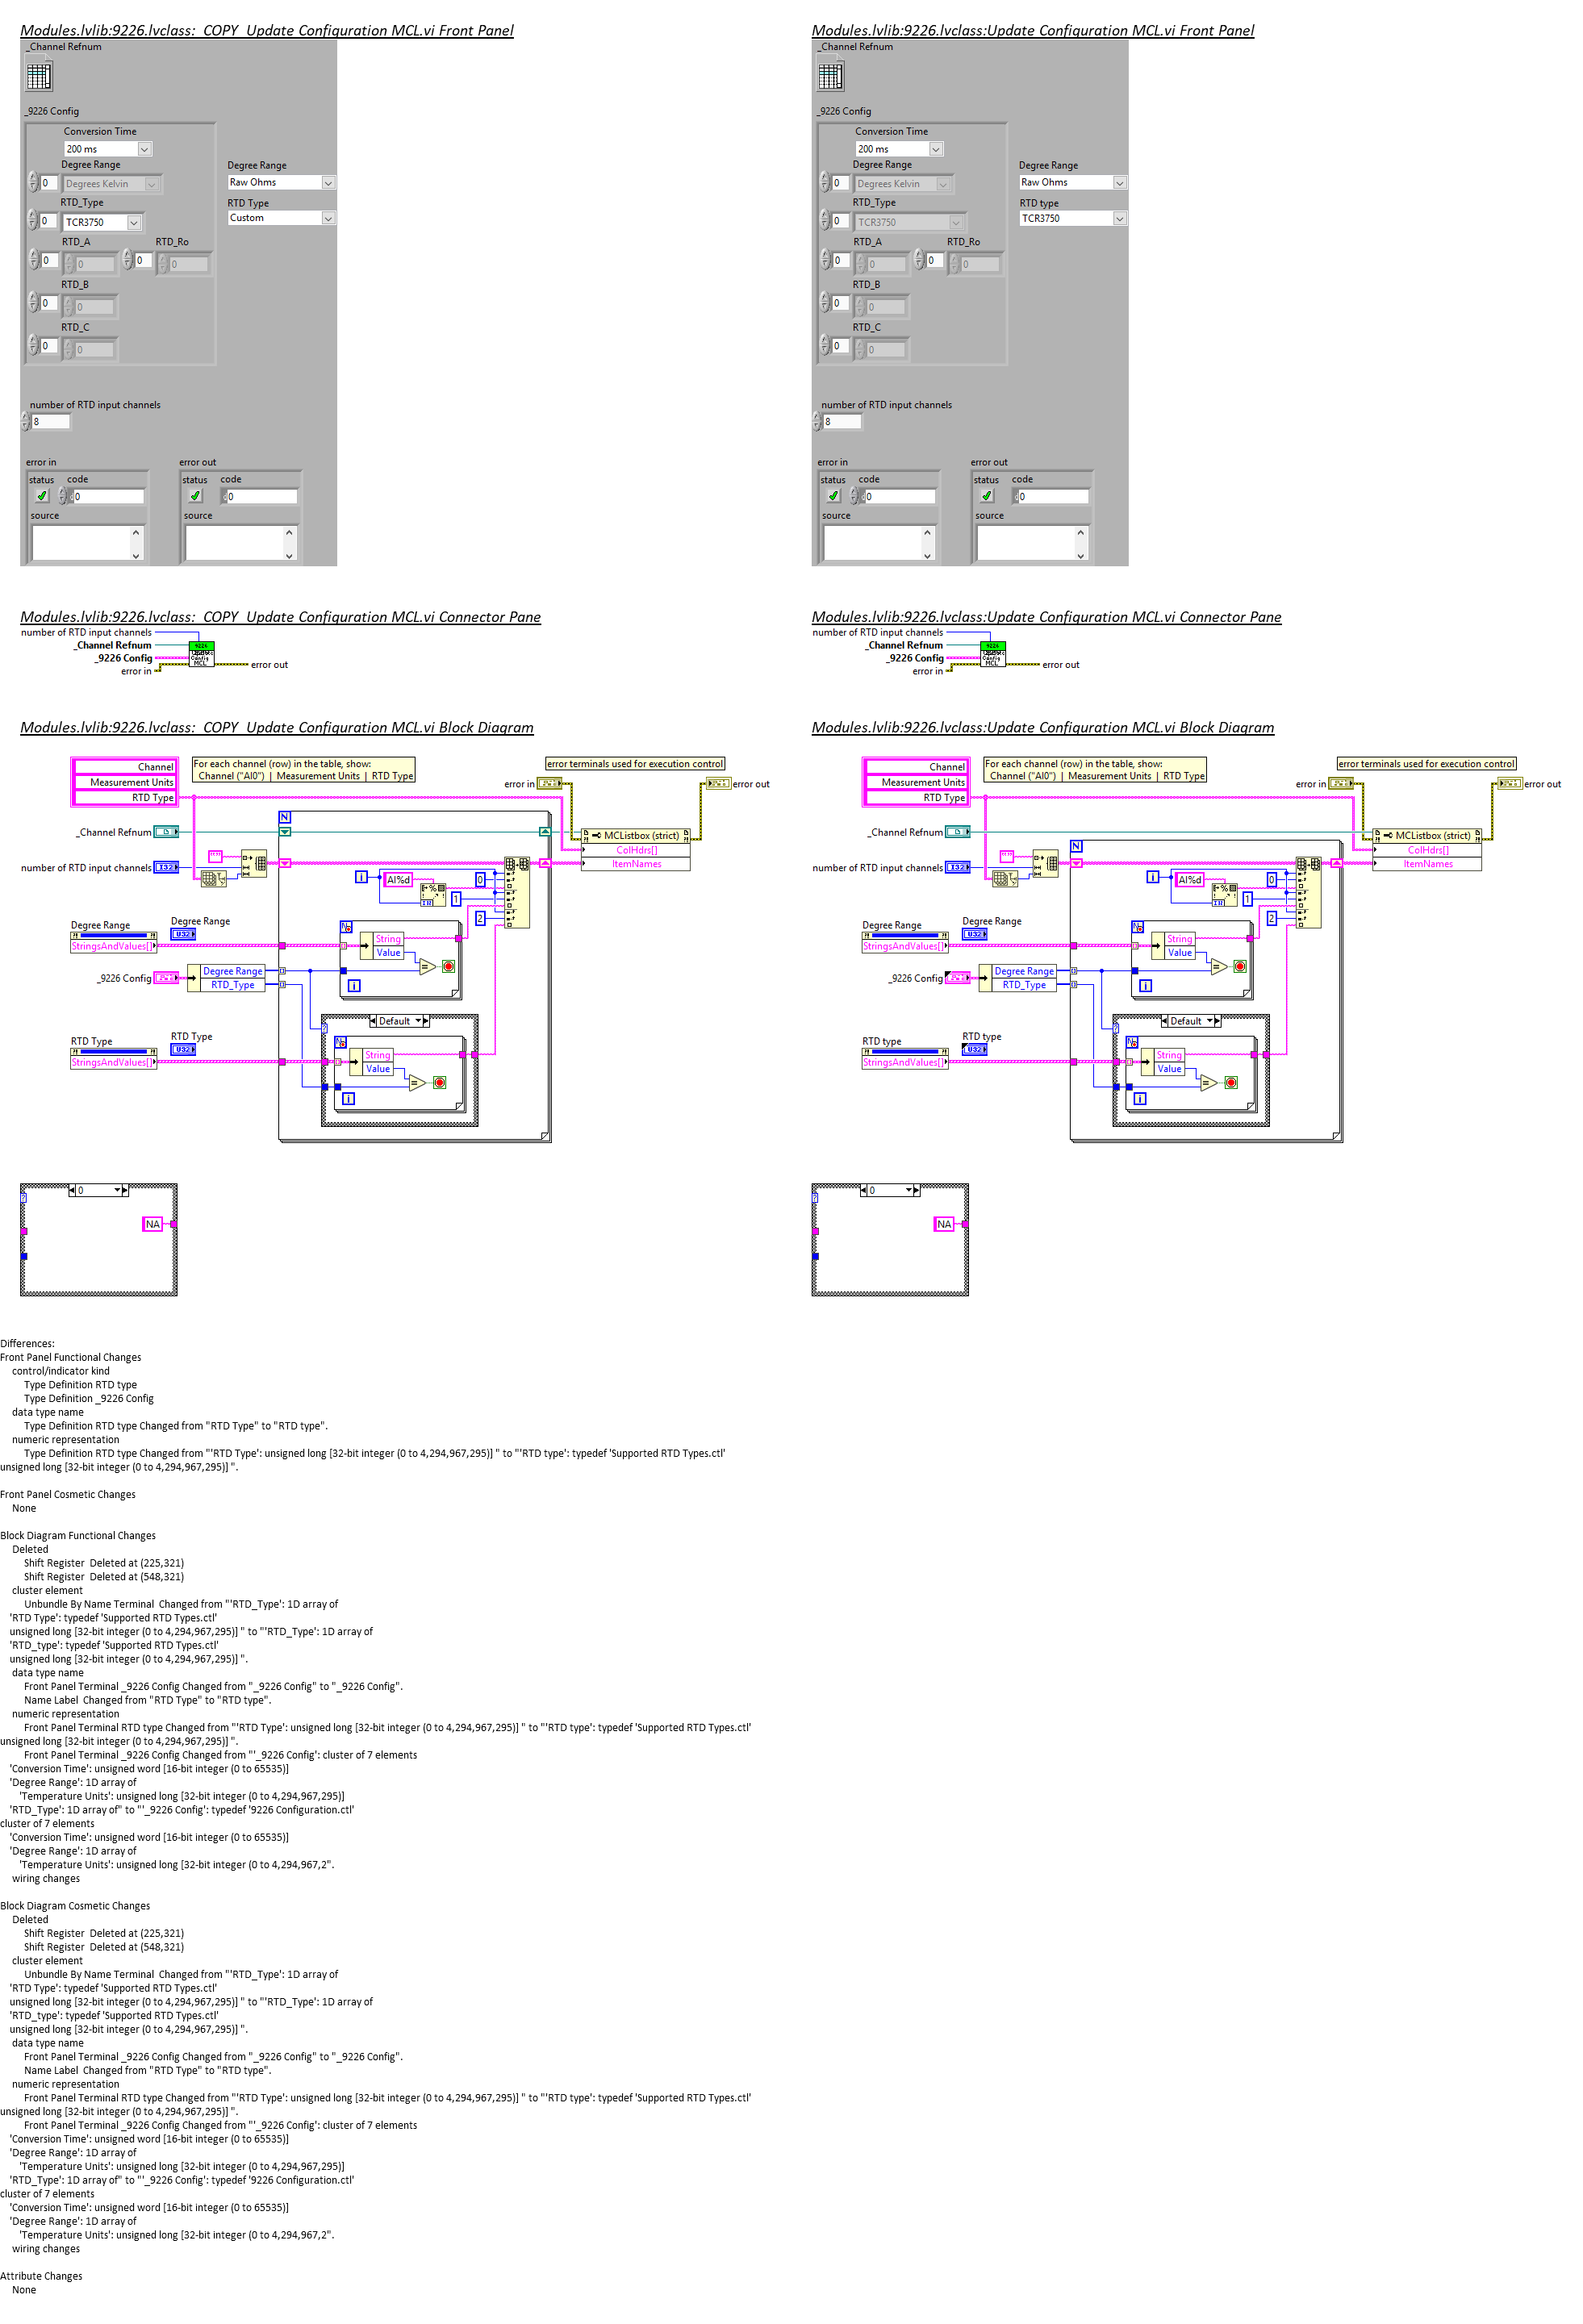 Modules.lvlib:9226.lvclass:_COPY_Update Configuration MCL.vi Front Panel
_Channel Refnum
_9226 Config
Conversion Time
200 ms
Degree Range
0
Degrees Kelvin
Degree Range
Raw Ohms
RTD_Type
0
TCR3750
RTD Type
Custom
RTD_A
RTD_Ro
0
0
0
0
RTD_B
0
0
RTD_C
0
0
number of RTD input channels
8
error in
error out
status code
status code
0
0
source
source
Modules.lvlib:9226.lvclass:Update Configuration MCL.vi Front Panel
_Channel Refnum
_9226 Config
Conversion Time
200 ms
Degree Range
0
Degrees Kelvin
Degree Range
Raw Ohms
RTD_Type
0
TCR3750
RTD type
TCR3750
RTD_A
RTD_Ro
0
0
0
0
RTD_B
0
0
RTD_C
0
0
number of RTD input channels
8
error in
error out
status code
status code
0
0
source
source
Modules.lvlib:9226.lvclass:_COPY_Update Configuration MCL.vi Connector Pane
number of RTD input channels
_Channel Refnum
_9226 Config
error in
error out
9226
Update
Config
MCL
Modules.lvlib:9226.lvclass:Update Configuration MCL.vi Connector Pane
number of RTD input channels
_Channel Refnum
_9226 Config
error in
error out
9226
Update
Config
MCL
Modules.lvlib:9226.lvclass:_COPY_Update Configuration MCL.vi Block Diagram
Channel
Measurement Units
RTD Type
For each channel (row) in the table, show:
Channel ("AI0") | Measurement Units | RTD Type
error terminals used for execution control
error in
error out
N
_Channel Refnum
MCListbox (strict)
ColHdrs[]
ItemNames
number of RTD input channels
I32
""
i
AI%d
0
1
2
Degree Range
StringsAndValues[]
Degree Range
U32
N
String
Value
i
_9226 Config
Degree Range
RTD_Type
Default
RTD Type
StringsAndValues[]
RTD Type
U32
N
String
Value
i
0
NA
Modules.lvlib:9226.lvclass:Update Configuration MCL.vi Block Diagram
Channel
Measurement Units
RTD Type
For each channel (row) in the table, show:
Channel ("AI0") | Measurement Units | RTD Type
error terminals used for execution control
error in
error out
_Channel Refnum
MCListbox (strict)
ColHdrs[]
ItemNames
N
number of RTD input channels
I32
""
i
AI%d
0
1
2
Degree Range
StringsAndValues[]
Degree Range
U32
N
String
Value
i
_9226 Config
Degree Range
RTD_Type
Default
RTD type
StringsAndValues[]
RTD type
U32
N
String
Value
i
0
NA
Differences:
Front Panel Functional Changes
control/indicator kind
Type Definition RTD type
Type Definition _9226 Config
data type name
Type Definition RTD type Changed from "RTD Type" to "RTD type".
numeric representation
Type Definition RTD type Changed from "'RTD Type': unsigned long [32-bit integer (0 to 4,294,967,295)] " to "'RTD type': typedef 'Supported RTD Types.ctl'
unsigned long [32-bit integer (0 to 4,294,967,295)] ".
Front Panel Cosmetic Changes
None
Block Diagram Functional Changes
Deleted
Shift Register  Deleted at (225,321)
Shift Register  Deleted at (548,321)
cluster element
Unbundle By Name Terminal  Changed from "'RTD_Type': 1D array of
'RTD Type': typedef 'Supported RTD Types.ctl'
unsigned long [32-bit integer (0 to 4,294,967,295)] " to "'RTD_Type': 1D array of
'RTD_type': typedef 'Supported RTD Types.ctl'
unsigned long [32-bit integer (0 to 4,294,967,295)] ".
data type name
Front Panel Terminal _9226 Config Changed from "_9226 Config" to "_9226 Config".
Name Label  Changed from "RTD Type" to "RTD type".
numeric representation
Front Panel Terminal RTD type Changed from "'RTD Type': unsigned long [32-bit integer (0 to 4,294,967,295)] " to "'RTD type': typedef 'Supported RTD Types.ctl'
unsigned long [32-bit integer (0 to 4,294,967,295)] ".
Front Panel Terminal _9226 Config Changed from "'_9226 Config': cluster of 7 elements
'Conversion Time': unsigned word [16-bit integer (0 to 65535)]
'Degree Range': 1D array of
'Temperature Units': unsigned long [32-bit integer (0 to 4,294,967,295)]
'RTD_Type': 1D array of" to "'_9226 Config': typedef '9226 Configuration.ctl'
cluster of 7 elements
'Conversion Time': unsigned word [16-bit integer (0 to 65535)]
'Degree Range': 1D array of
'Temperature Units': unsigned long [32-bit integer (0 to 4,294,967,2".
wiring changes
Block Diagram Cosmetic Changes
Deleted
Shift Register  Deleted at (225,321)
Shift Register  Deleted at (548,321)
cluster element
Unbundle By Name Terminal  Changed from "'RTD_Type': 1D array of
'RTD Type': typedef 'Supported RTD Types.ctl'
unsigned long [32-bit integer (0 to 4,294,967,295)] " to "'RTD_Type': 1D array of
'RTD_type': typedef 'Supported RTD Types.ctl'
unsigned long [32-bit integer (0 to 4,294,967,295)] ".
data type name
Front Panel Terminal _9226 Config Changed from "_9226 Config" to "_9226 Config".
Name Label  Changed from "RTD Type" to "RTD type".
numeric representation
Front Panel Terminal RTD type Changed from "'RTD Type': unsigned long [32-bit integer (0 to 4,294,967,295)] " to "'RTD type': typedef 'Supported RTD Types.ctl'
unsigned long [32-bit integer (0 to 4,294,967,295)] ".
Front Panel Terminal _9226 Config Changed from "'_9226 Config': cluster of 7 elements
'Conversion Time': unsigned word [16-bit integer (0 to 65535)]
'Degree Range': 1D array of
'Temperature Units': unsigned long [32-bit integer (0 to 4,294,967,295)]
'RTD_Type': 1D array of" to "'_9226 Config': typedef '9226 Configuration.ctl'
cluster of 7 elements
'Conversion Time': unsigned word [16-bit integer (0 to 65535)]
'Degree Range': 1D array of
'Temperature Units': unsigned long [32-bit integer (0 to 4,294,967,2".
wiring changes
Attribute Changes
None